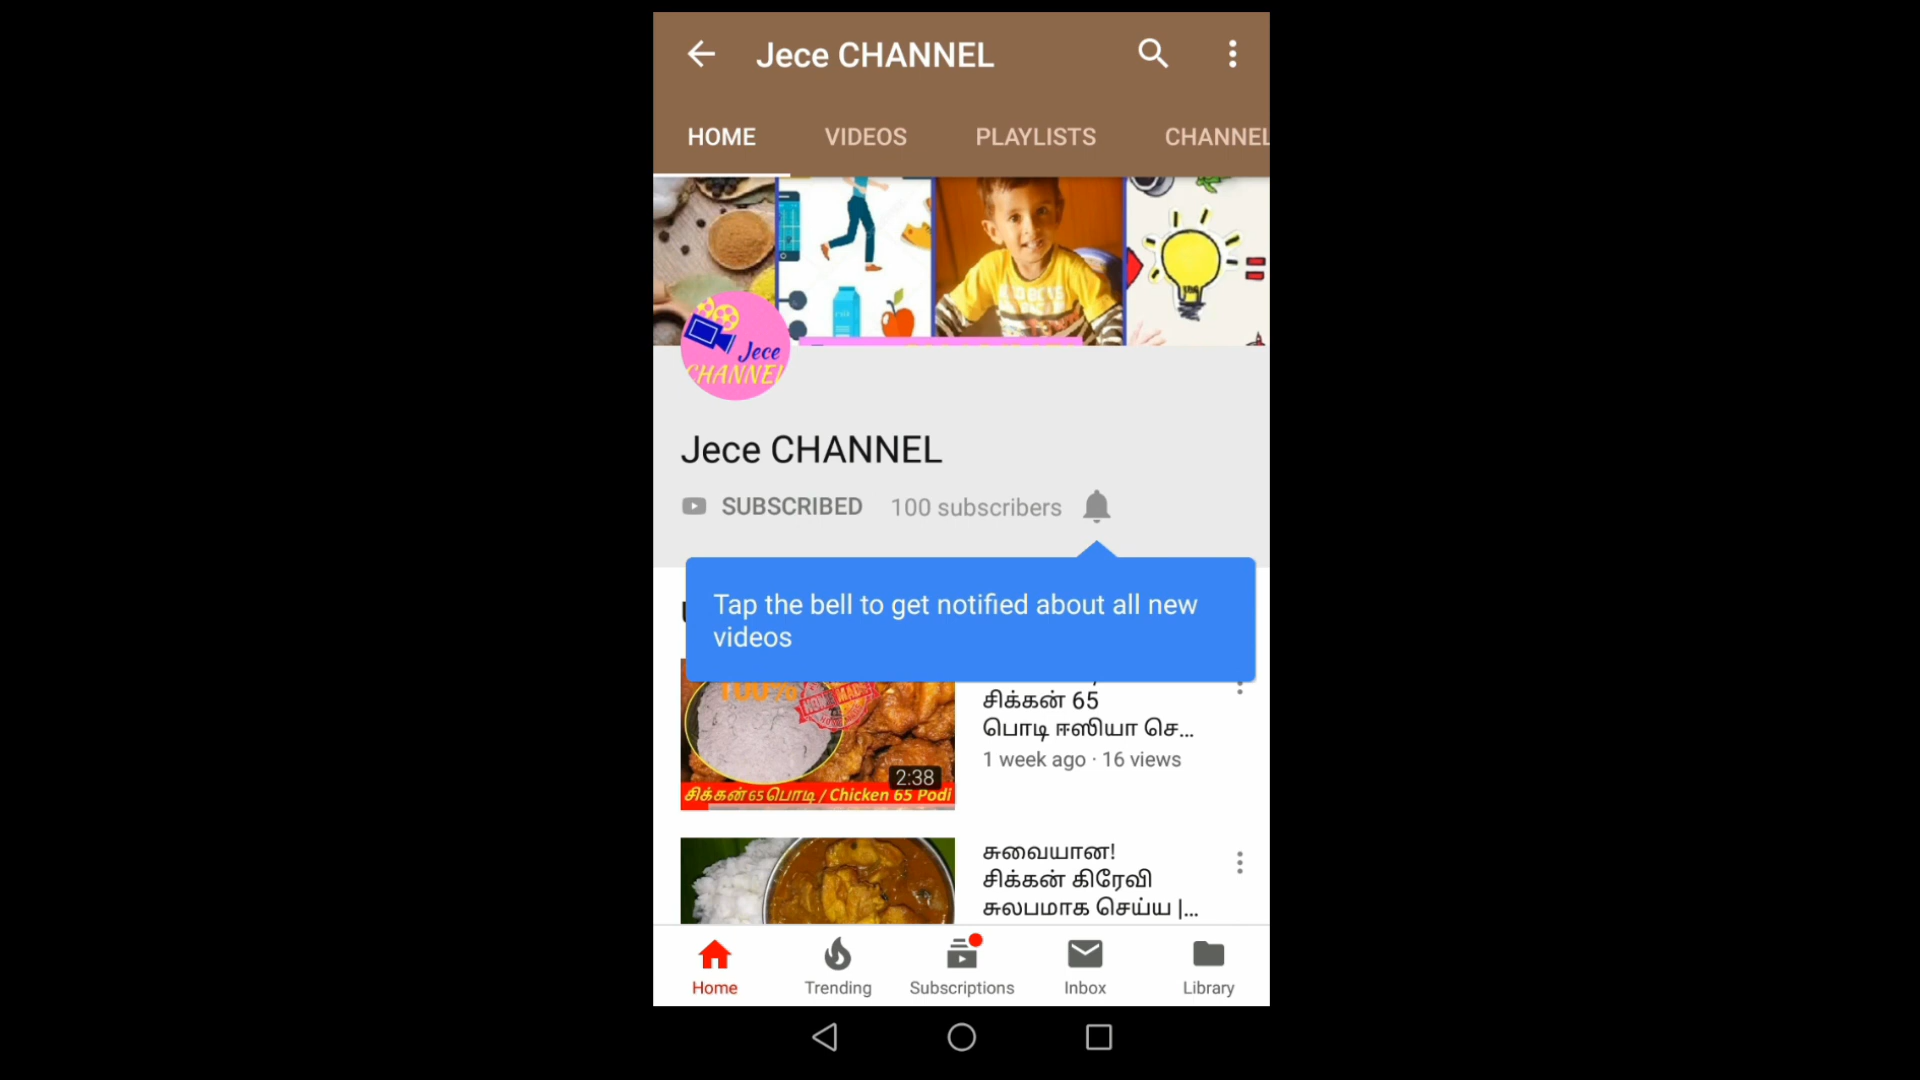 Jece CHANNEL
HOME VIDEOS PLAYLISTS CHANNEL
Jece
CHANNEL
Jece CHANNEL
SUBSCRIBED 100 subscribers
Tap the bell to get notified about all new
videos
100%
சிக்கன் 65
பொடி ஈஸியா செ...
1 week ago · 16 views
2:38
சிக்கன் 65 பொடி / Chicken 65 Podi
சுவையான!
சிக்கன் கிரேவி
சுலபமாக செய்ய |...
Home Trending Subscriptions Inbox Library